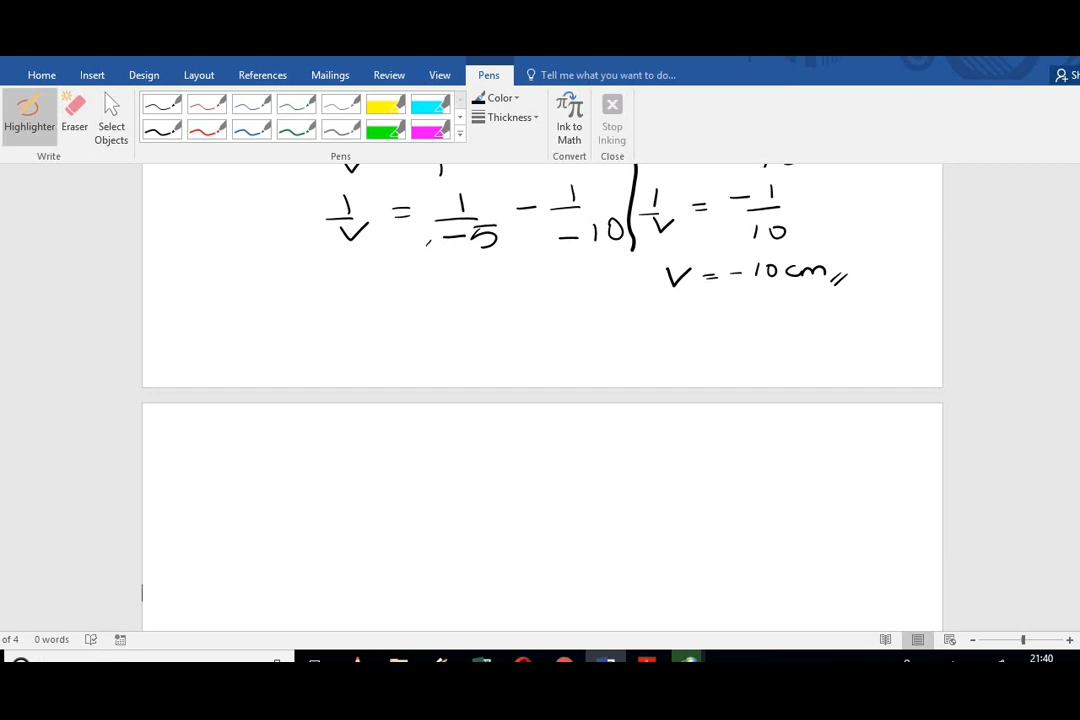 Home Insert Design Layout References Mailings Review View Pens Tell me what you want to do...
Highlighter Eraser Select Objects Color Thickness Ink to Math Stop Inking
Write Pens Convert Close
1/v = 1/-5 - 1/-10 | 1/v = -1/10
v = -10cm
of 4 0 words
21:40